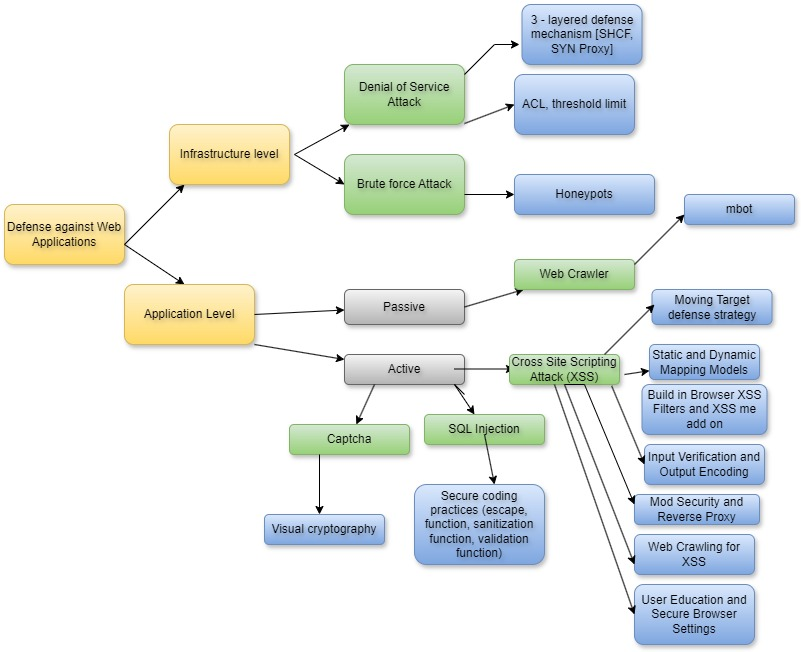 3 - layered defense
mechanism [SHCF,
SYN Proxy]
Denial of Service
Attack
ACL, threshold limit
Infrastructure level
Brute force Attack
Honeypots
mbot
Defense against Web
Applications
Web Crawler
Application Level
Passive
Moving Target
defense strategy
Active
Cross Site Scripting
Attack (XSS)
Static and Dynamic
Mapping Models
Build in Browser XSS
Filters and XSS me
add on
Captcha
SQL Injection
Input Verification and
Output Encoding
Secure coding
practices (escape,
function, sanitization
function, validation
function)
Visual cryptography
Mod Security and
Reverse Proxy
Web Crawling for
XSS
User Education and
Secure Browser
Settings